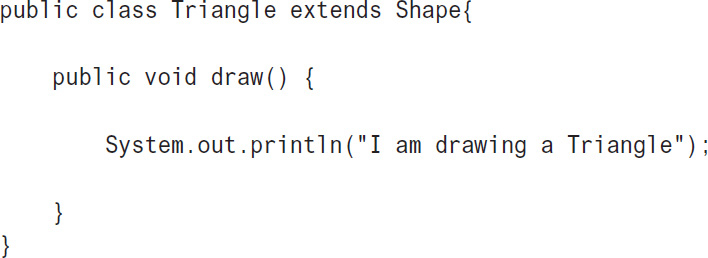 public class Triangle extends Shape{
    public void draw() {
        System.out.println("I am drawing a Triangle");
    }
}